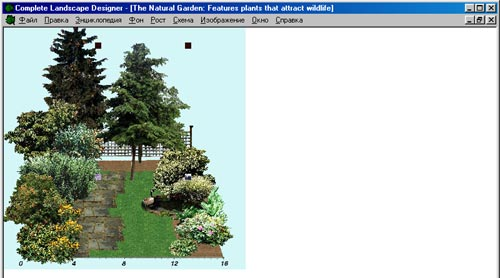 Complete Landscape Designer - [The Natural Garden: Features plants that attract wildlife]
Файл Правка Энциклопедия Фон Рост Схема Изображение Окно Справка
0 4 8 12 16